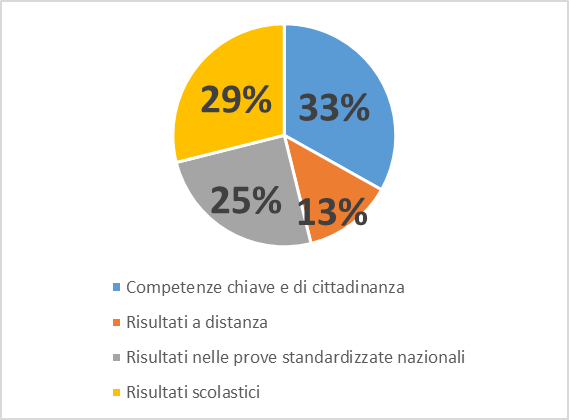 29%
33%
25%
13%
Competenze chiave e di cittadinanza
Risultati a distanza
Risultati nelle prove standardizzate nazionali
Risultati scolastici